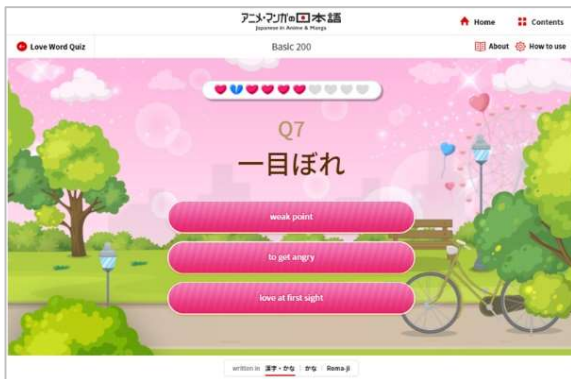 アニメ・マンガの日本語
Japanese in Anime & Manga
Home
Contents
Love Word Quiz
Basic 200
About
How to use
Q7
一目ぼれ
weak point
to get angry
love at first sight
written in 漢字・かな かな Roma-ji